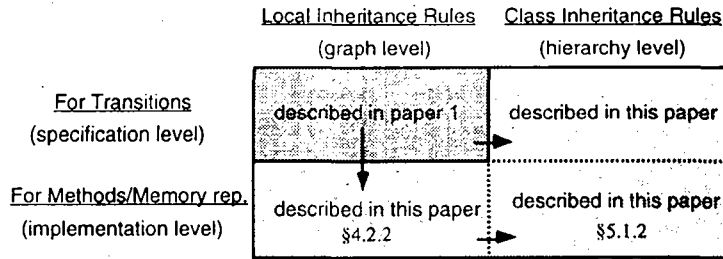 Local Inheritance Rules
Class Inheritance Rules
(graph level)
(hierarchy level)
For Transitions
(specification level)
described in paper 1
described in this paper
For Methods/Memory rep.
(implementation level)
described in this paper
§4.2.2
described in this paper
§5.1.2